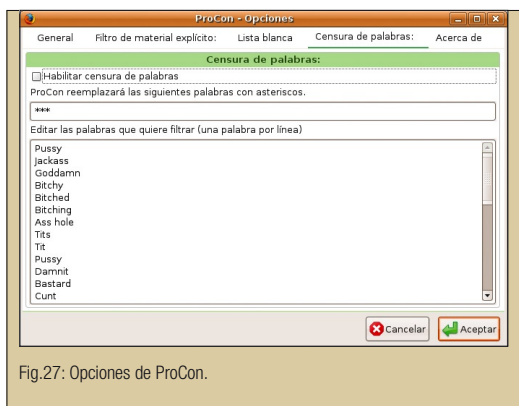 ProCon - Opciones
General Filtro de material explícito: Lista blanca Censura de palabras: Acerca de
Censura de palabras:
Habilitar censura de palabras
ProCon reemplazará las siguientes palabras con asteriscos.
***
Editar las palabras que quiere filtrar (una palabra por línea)
Pussy
Jackass
Goddamn
Bitchy
Bitched
Bitching
Ass hole
Tits
Tit
Pussy
Damnit
Bastard
Cunt
Cancelar Aceptar
Fig.27: Opciones de ProCon.